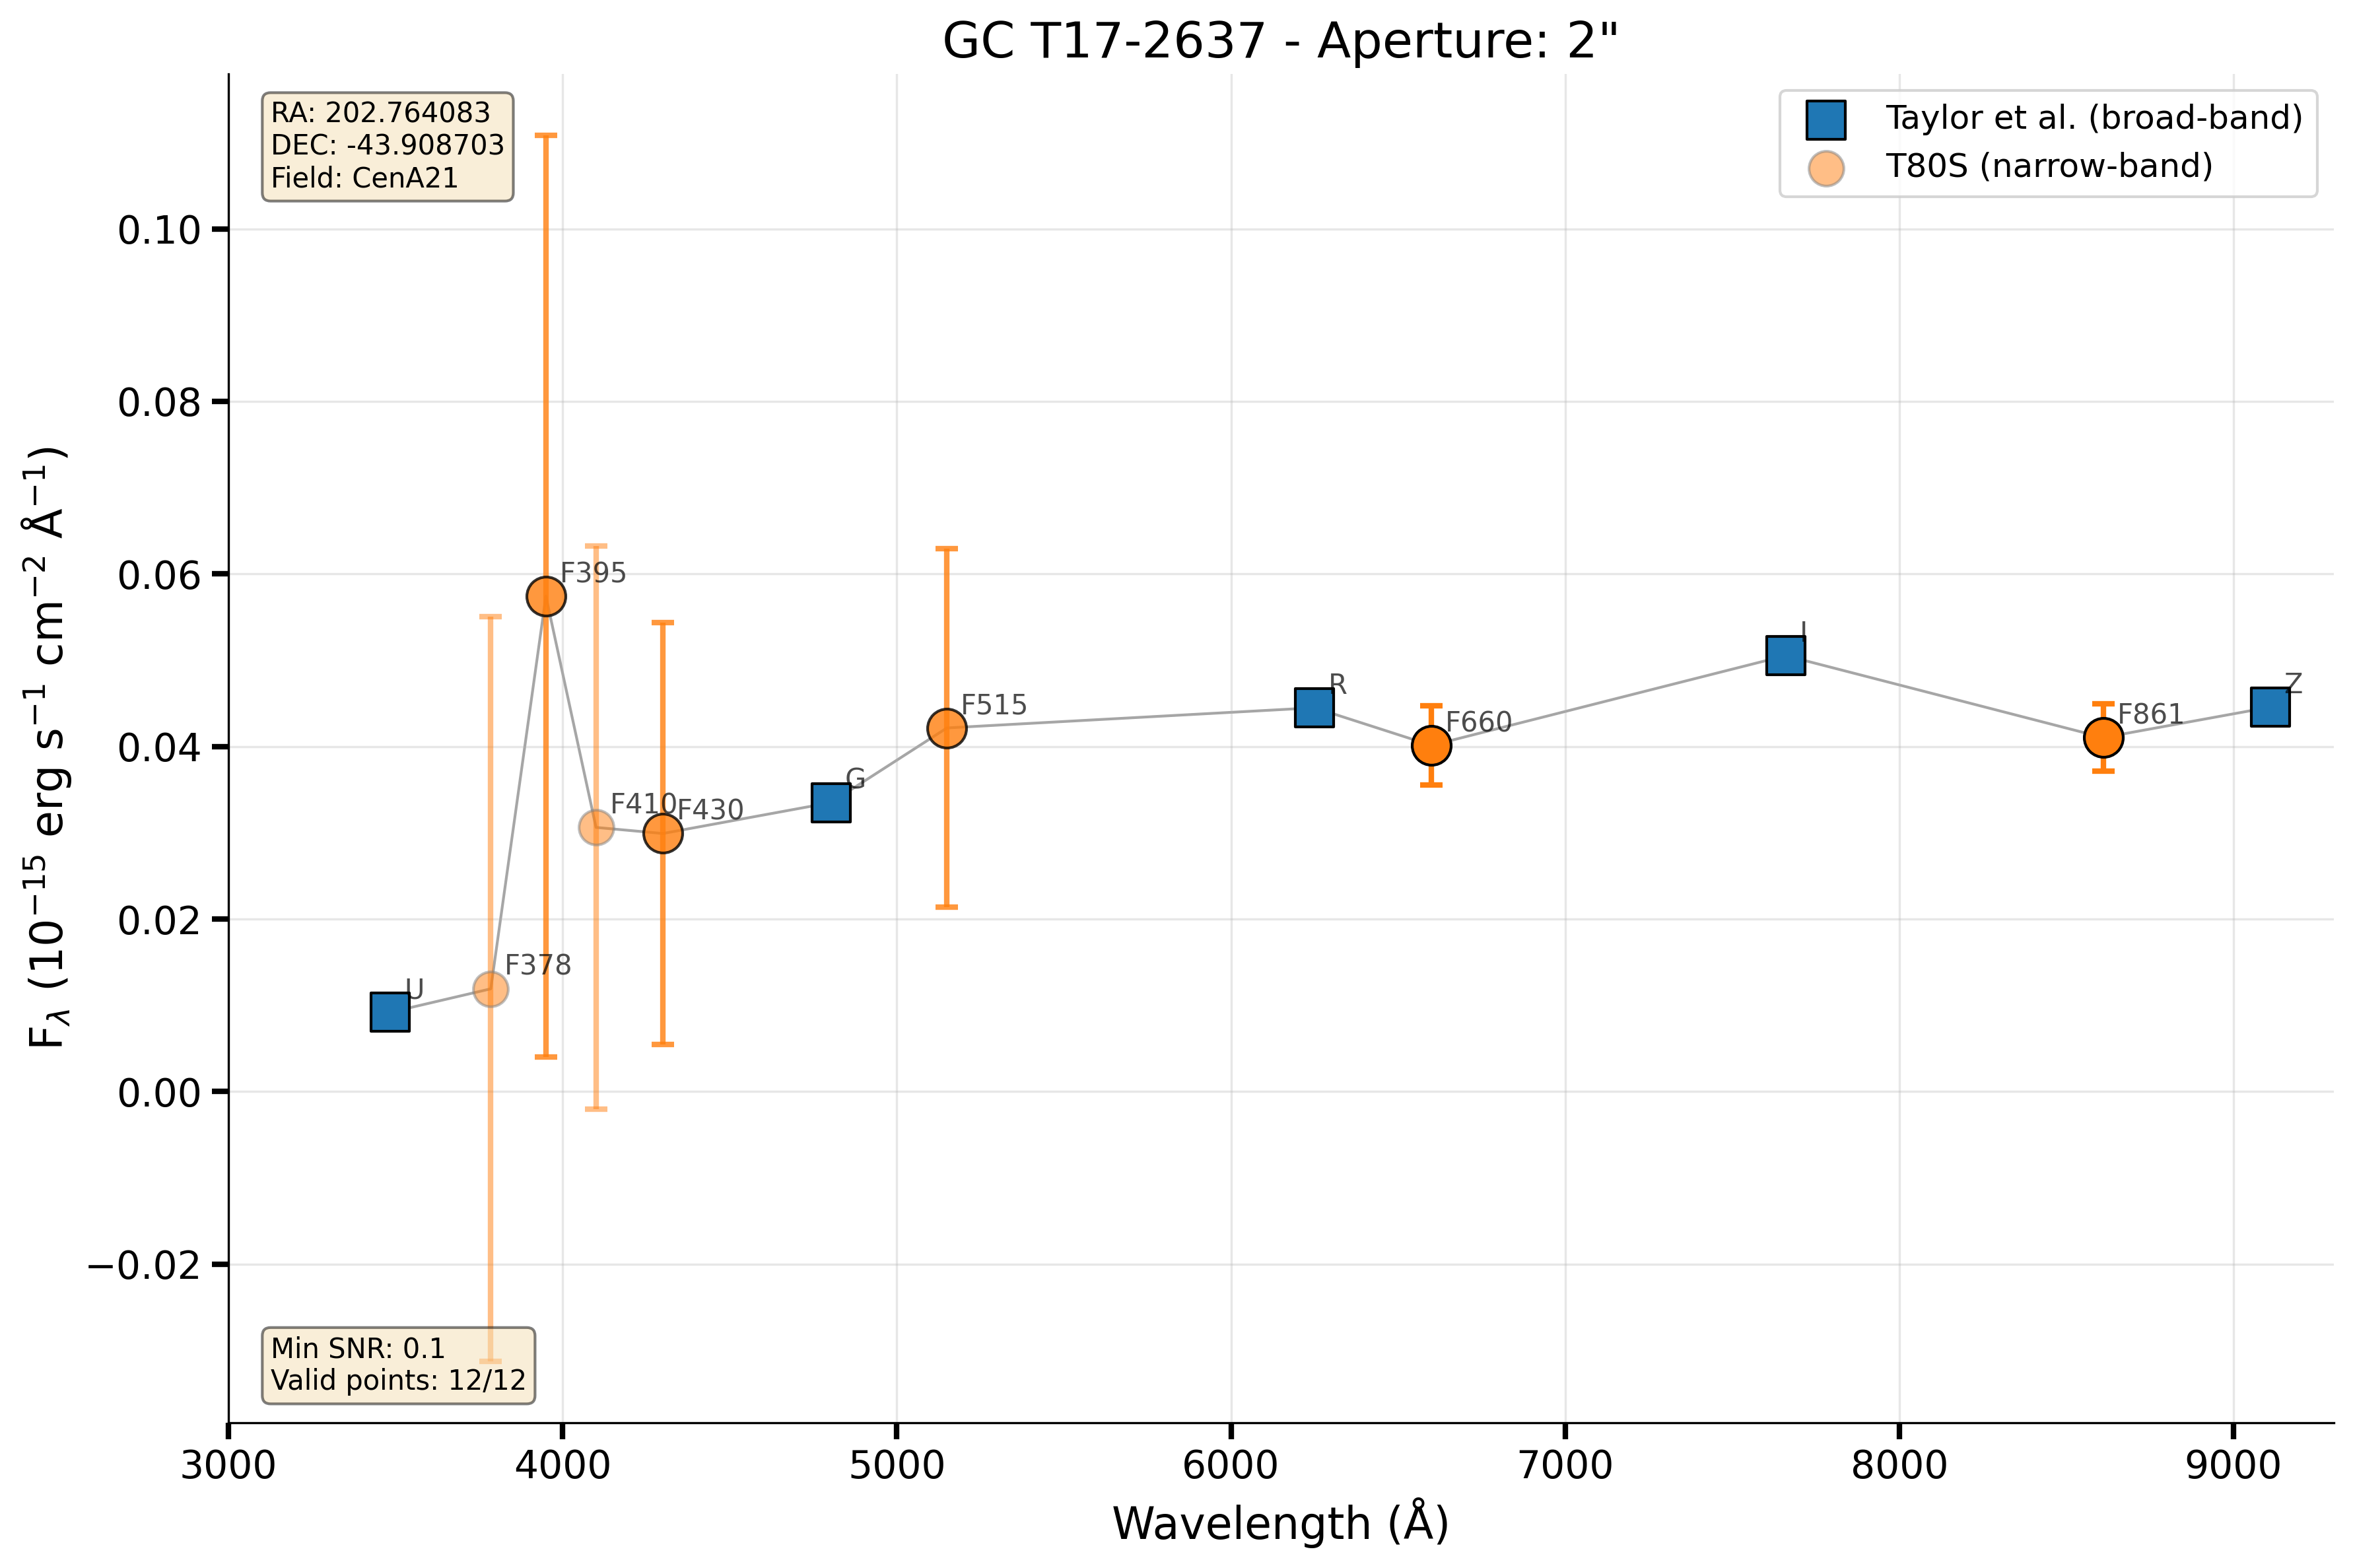 GC T17-2637 - Aperture: 2"
RA: 202.764083
DEC: -43.908703
Field: CenA21
Taylor et al. (broad-band)
T80S (narrow-band)
0.10
0.08
0.06
0.04
0.02
0.00
−0.02
F$_λ$ (10$^{−15}$ erg s$^{−1}$ cm$^{−2}$ Å$^{−1}$)
U
F378
F395
F410
F430
G
F515
R
F660
I
F861
Z
Min SNR: 0.1
Valid points: 12/12
3000
4000
5000
6000
7000
8000
9000
Wavelength (Å)